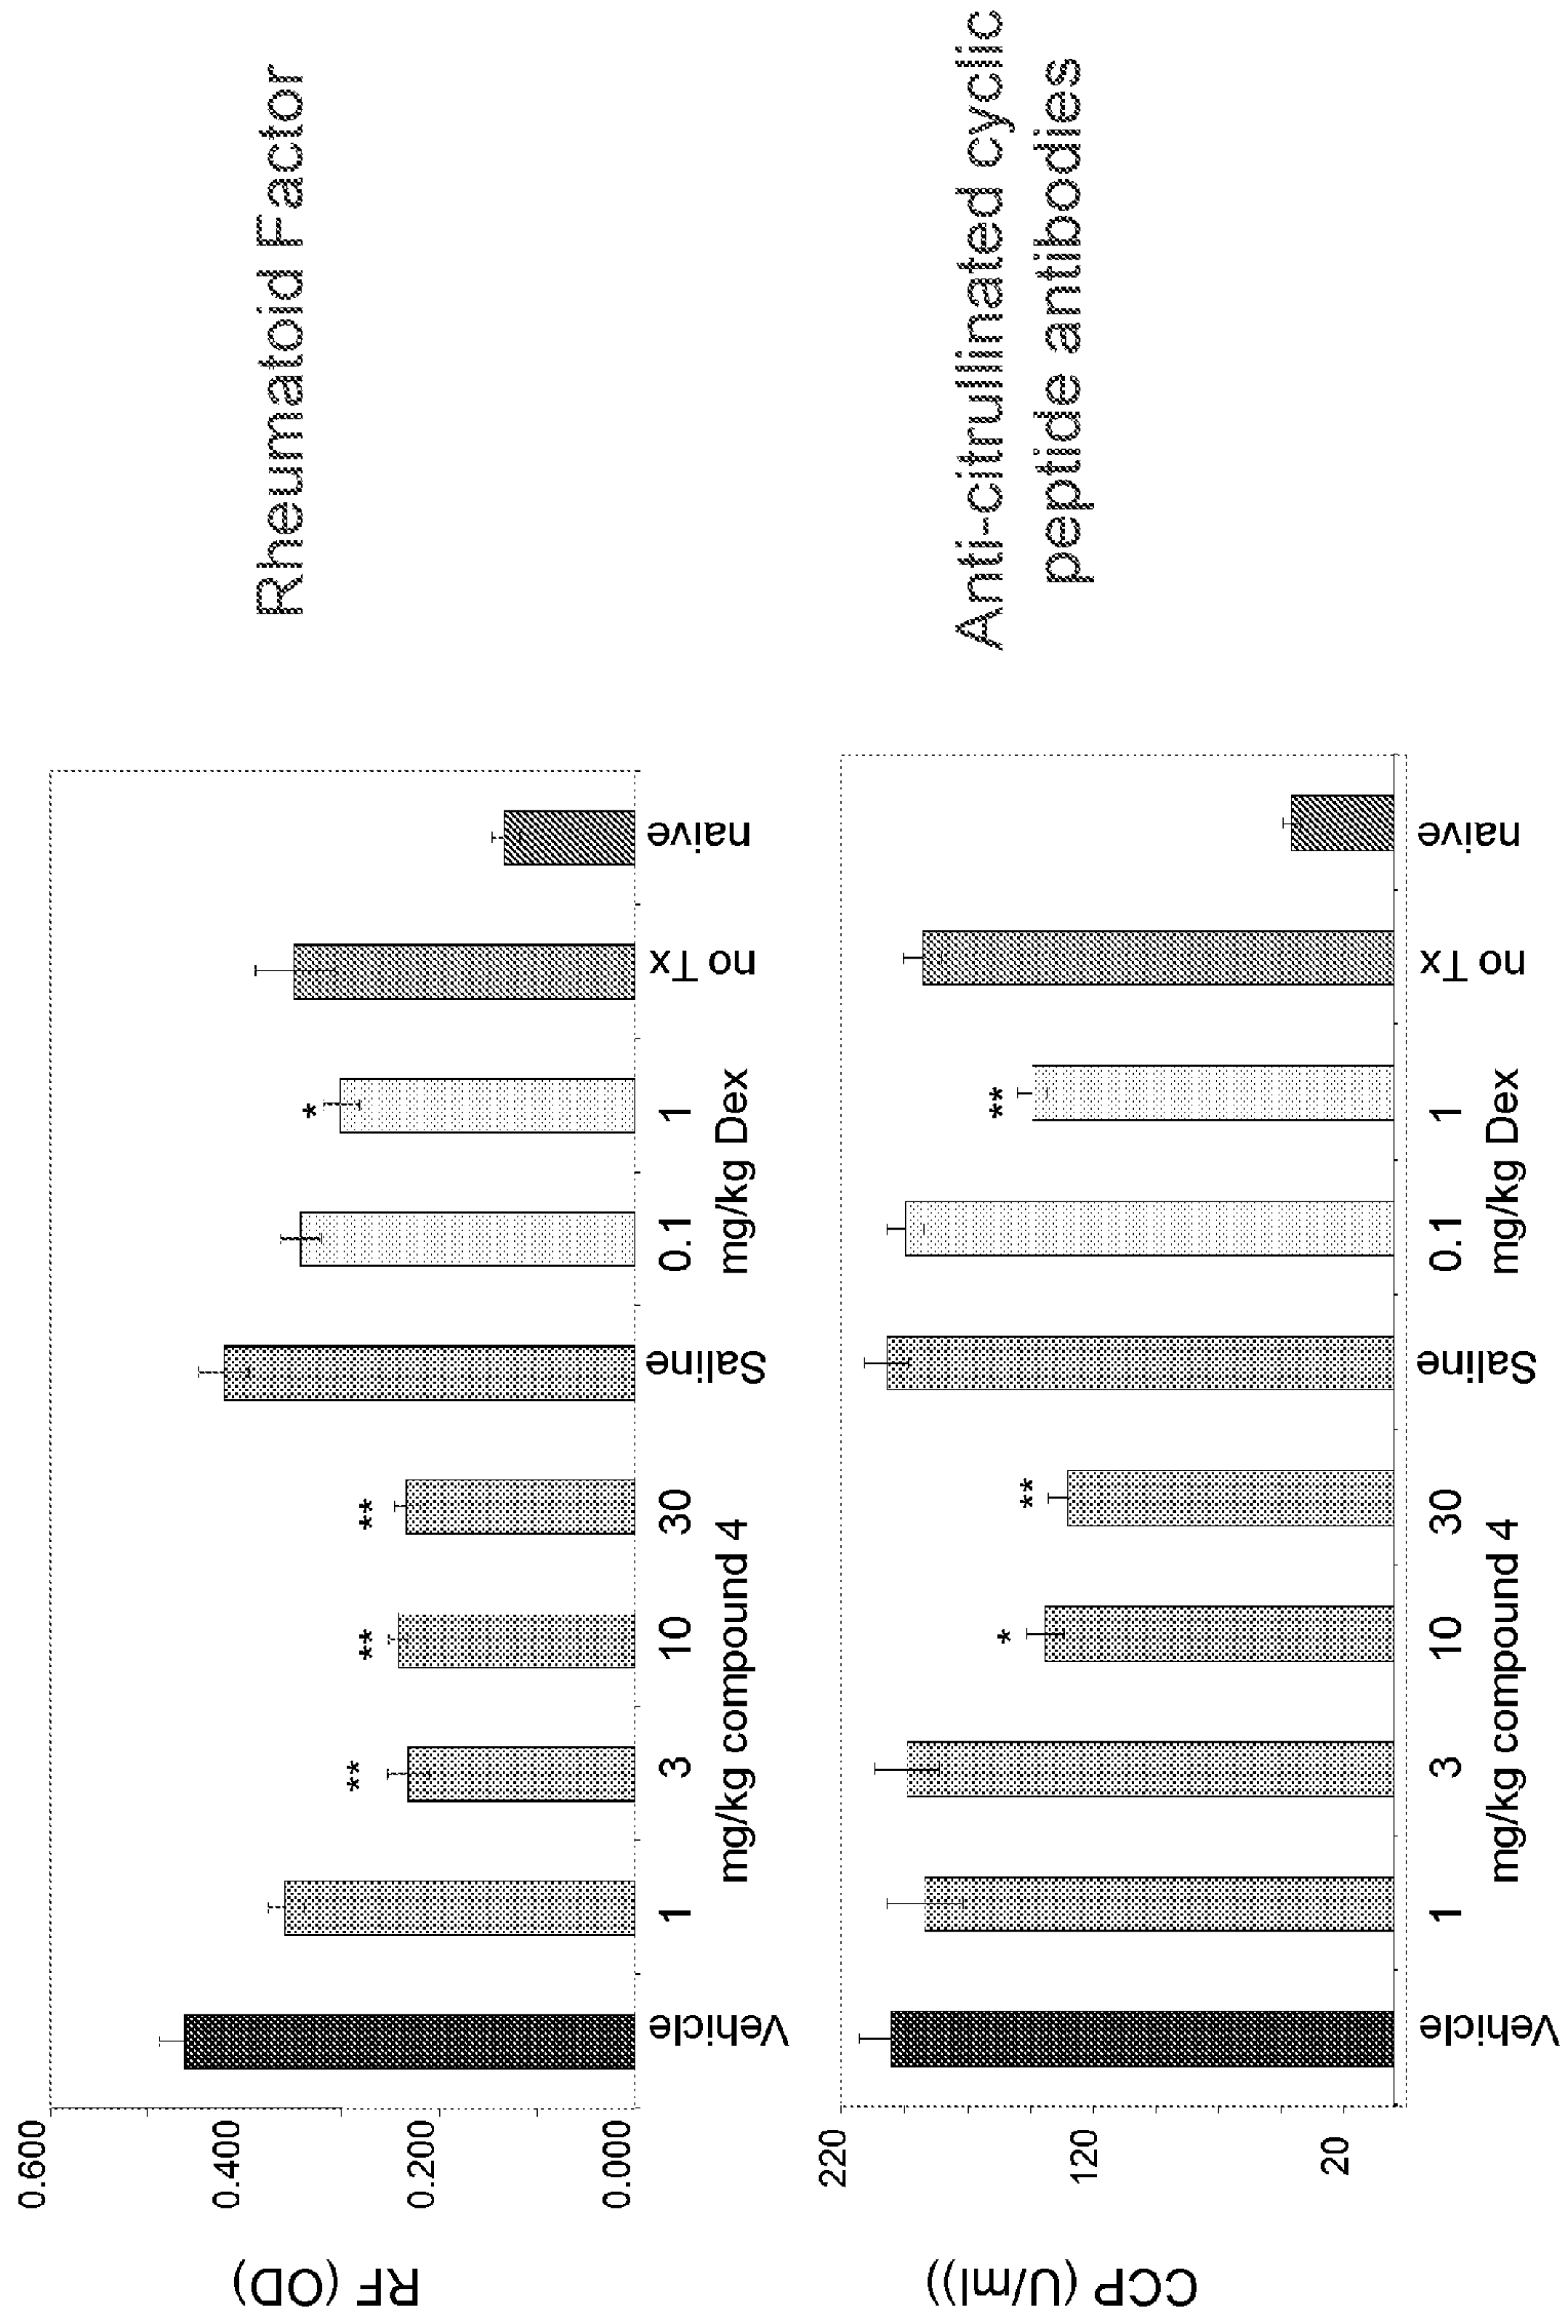 Rheumatoid Factor
RF (OD)
0.600
0.400
0.200
0.000
** ** ** *
Vehicle 1 3 10 30 Saline 0.1 1 no Tx naive
mg/kg compound 4 mg/kg Dex
Anti-citrullinated cyclic
peptide antibodies
CCP (U/ml))
220
120
20
* ** **
Vehicle 1 3 10 30 Saline 0.1 1 no Tx naive
mg/kg compound 4 mg/kg Dex